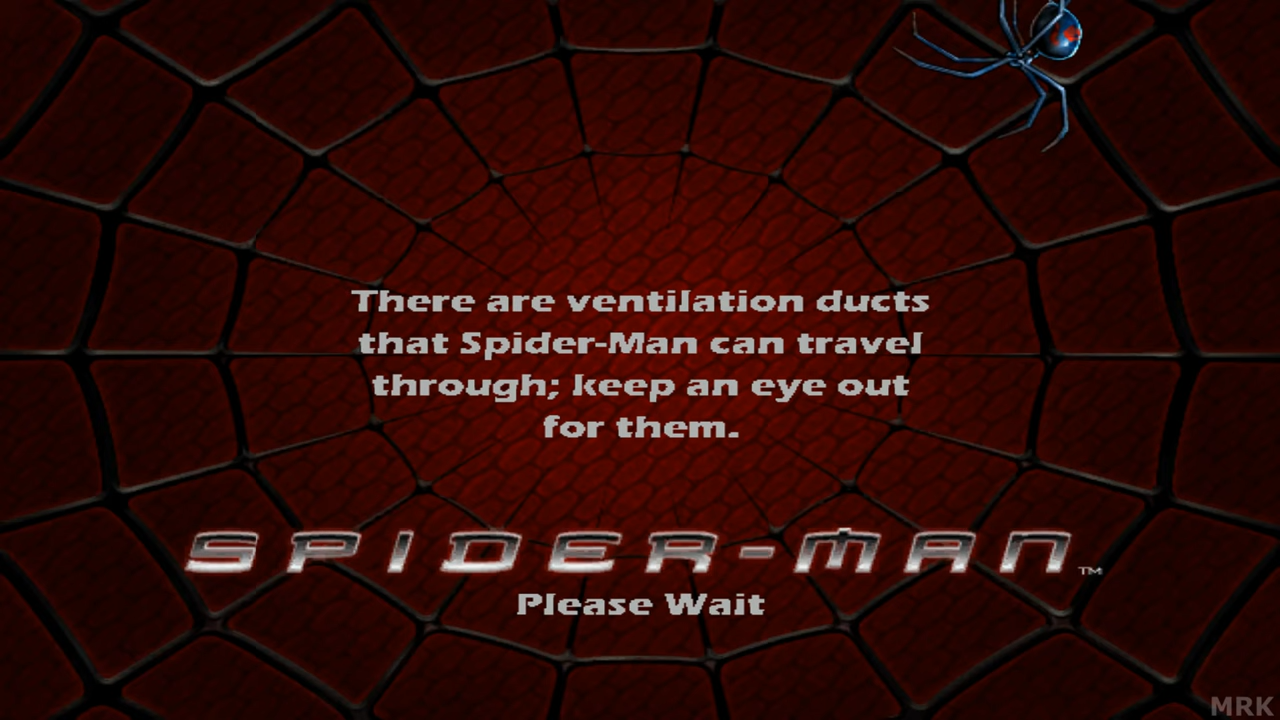 There are ventilation ducts
that Spider-Man can travel
through; keep an eye out
for them.
SPIDER-MAN™
Please Wait
MRK